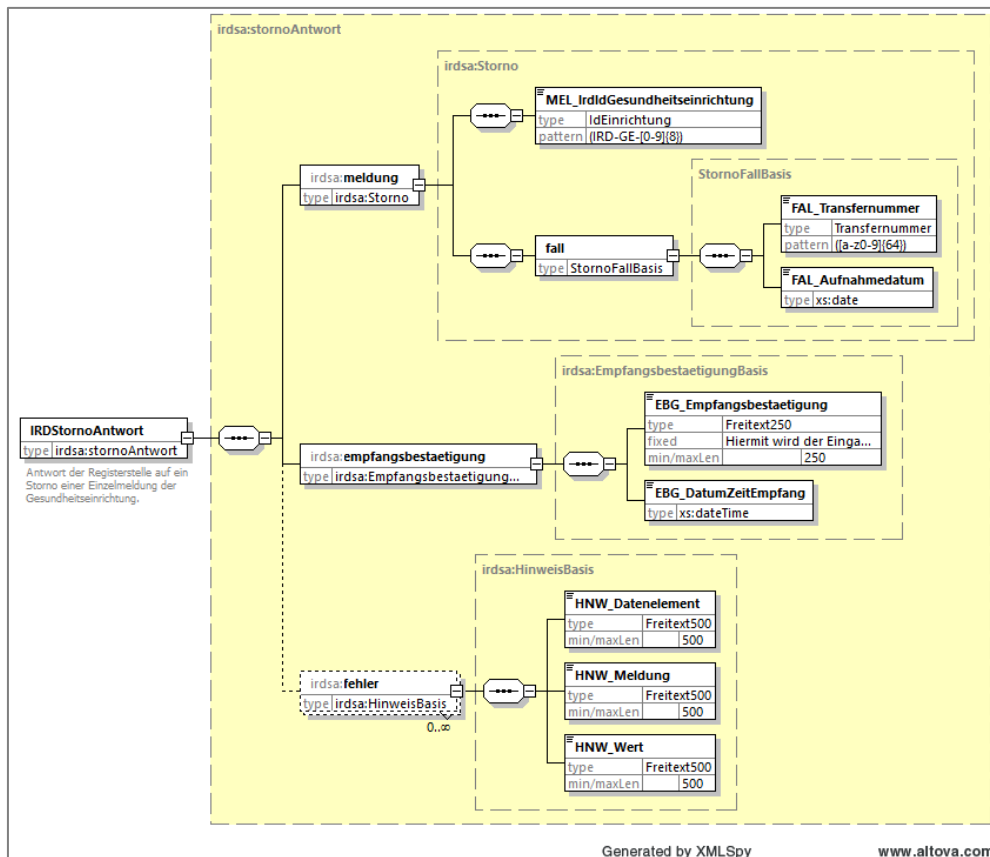 irdsa:stornoAntwort
irdsa:Storno
MEL_IrdIdGesundheitseinrichtung
type IdEinrichtung
pattern (IRD-GE-[0-9]{8})
StornoFallBasis
irdsa:meldung
type irdsa:Storno
FAL_Transfernummer
type Transfernummer
pattern ([a-z0-9]{64})
fall
type StornoFallBasis
FAL_Aufnahmedatum
type xs:date
irdsa:EmpfangsbestaetigungBasis
EBG_Empfangsbestaetigung
type Freitext250
fixed Hiermit wird der Einga...
min/maxLen 250
IRDStornoAntwort
type irdsa:stornoAntwort
Antwort der Registerstelle auf ein
Storno einer Einzelmeldung der
Gesundheitseinrichtung.
irdsa:empfangsbestaetigung
type irdsa:Empfangsbestaetigung...
EBG_DatumZeitEmpfang
type xs:dateTime
irdsa:HinweisBasis
HNW_Datenelement
type Freitext500
min/maxLen 500
irdsa:fehler
type irdsa:HinweisBasis
0..∞
HNW_Meldung
type Freitext500
min/maxLen 500
HNW_Wert
type Freitext500
min/maxLen 500
Generated by XMLSpy
www.altova.com